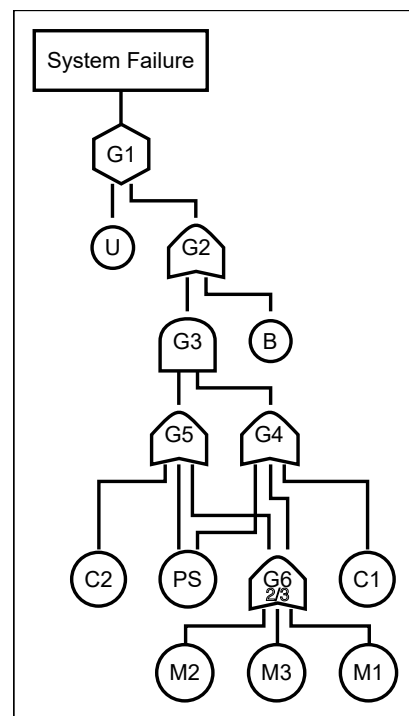 System Failure
G1
U
G2
G3
B
G5
G4
C2
PS
G6
2/3
C1
M2
M3
M1